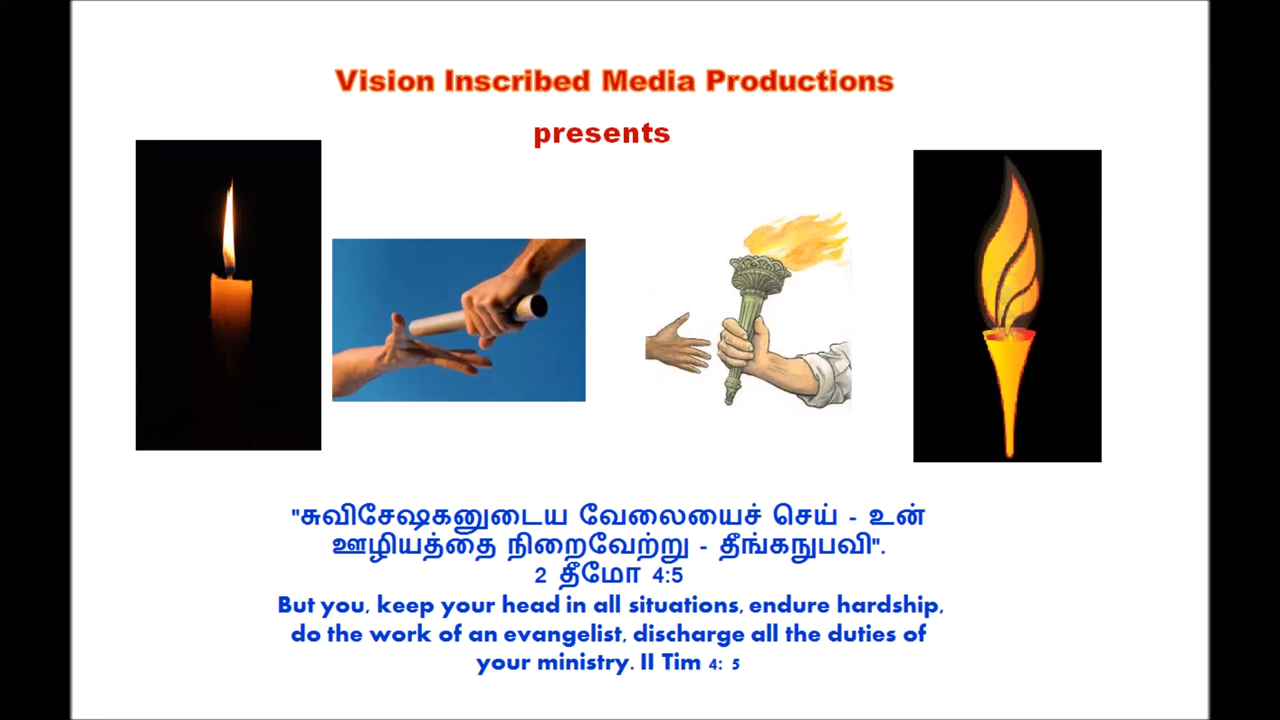 Vision Inscribed Media Productions
presents
"சுவிசேஷகனுடைய வேலையைச் செய் - உன்
ஊழியத்தை நிறைவேற்று - தீங்கநுபவி".
2 தீமோ 4:5
But you, keep your head in all situations, endure hardship,
do the work of an evangelist, discharge all the duties of
your ministry. II Tim 4: 5